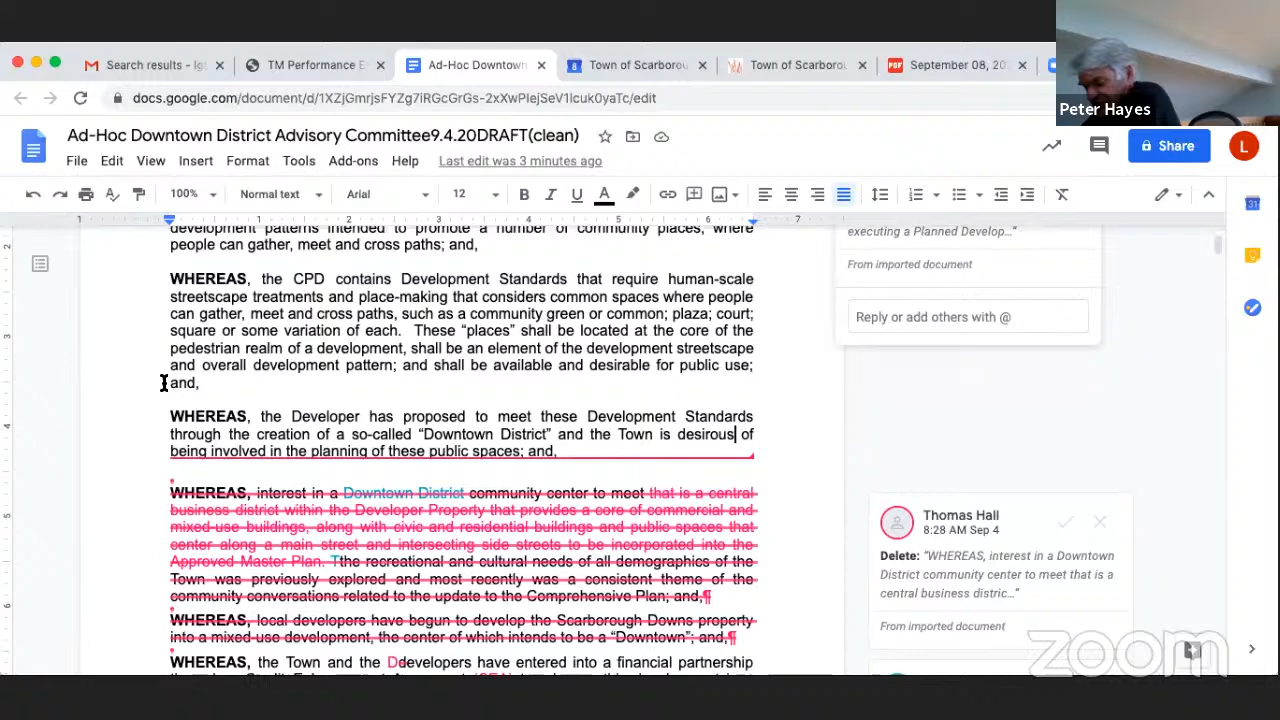 Search results - Ig
TM Performance E
Ad-Hoc Downtown
Town of Scarborou
Town of Scarboro
September 08, 20
docs.google.com/document/d/1XZjGmrjsFYZg7iRGcGrGs-2xXwPIejSeV1Icuk0yaTc/edit
Peter Hayes
Ad-Hoc Downtown District Advisory Committee9.4.20DRAFT(clean)
File Edit View Insert Format Tools Add-ons Help Last edit was 3 minutes ago
Share
L
100% Normal text Arial 12
development patterns intended to promote a number of community places, where
people can gather, meet and cross paths; and,
WHEREAS, the CPD contains Development Standards that require human-scale
streetscape treatments and place-making that considers common spaces where people
can gather, meet and cross paths, such as a community green or common; plaza; court;
square or some variation of each. These “places” shall be located at the core of the
pedestrian realm of a development, shall be an element of the development streetscape
and overall development pattern; and shall be available and desirable for public use;
and,
WHEREAS, the Developer has proposed to meet these Development Standards
through the creation of a so-called “Downtown District” and the Town is desirous of
being involved in the planning of these public spaces; and,
WHEREAS, interest in a Downtown District community center to meet that is a central
business district within the Developer Property that provides a core of commercial and
mixed-use buildings, along with civic and residential buildings and public spaces that
center along a main street and intersecting side streets to be incorporated into the
Approved Master Plan. Tthe recreational and cultural needs of all demographics of the
Town was previously explored and most recently was a consistent theme of the
community conversations related to the update to the Comprehensive Plan; and,¶
WHEREAS, local developers have begun to develop the Scarborough Downs property
into a mixed-use development, the center of which intends to be a “Downtown”; and,¶
WHEREAS, the Town and the Ddevelopers have entered into a financial partnership
executing a Planned Develop...”
From imported document
Reply or add others with @
Thomas Hall
8:28 AM Sep 4
Delete: “WHEREAS, interest in a Downtown
District community center to meet that is a
central business distric...”
From imported document
zoom